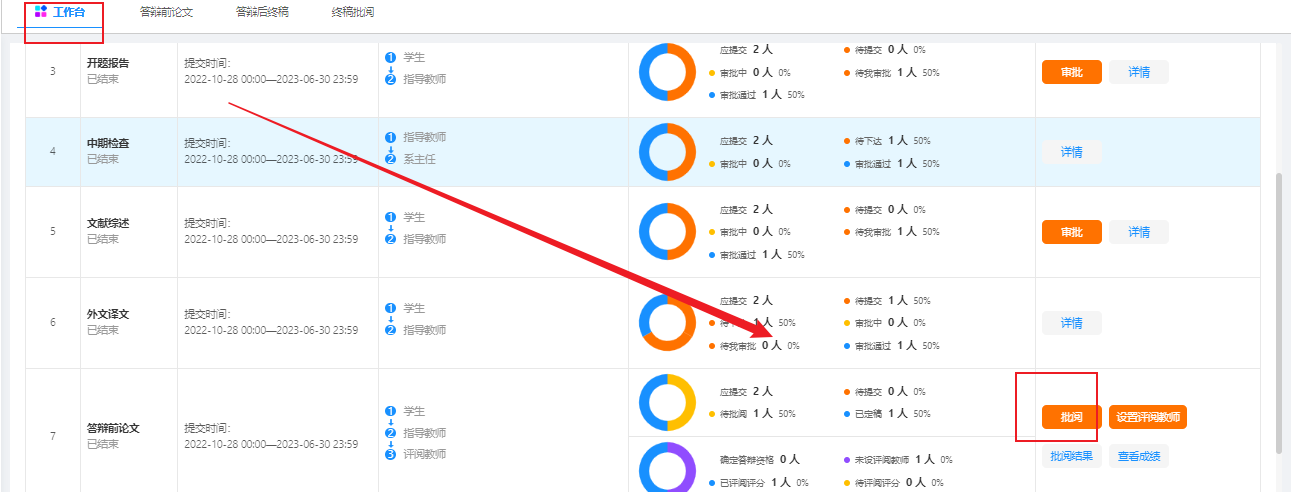 工作台 答辩前论文 答辩后终稿 终稿批阅
3 开题报告 提交时间： 1 学生 应提交 2 人 待提交 0 人 0%
已结束 2022-10-28 00:00—2023-06-30 23:59 2 指导教师 审批中 0 人 0% 待我审批 1 人 50% 审批 详情
审批通过 1 人 50%
4 中期检查 提交时间： 1 指导教师 应提交 2 人 待下达 1 人 50%
已结束 2022-10-28 00:00—2023-06-30 23:59 2 系主任 审批中 0 人 0% 审批通过 1 人 50% 详情
5 文献综述 提交时间： 1 学生 应提交 2 人 待提交 0 人 0%
已结束 2022-10-28 00:00—2023-06-30 23:59 2 指导教师 审批中 0 人 0% 待我审批 1 人 50% 审批 详情
审批通过 1 人 50%
6 外文译文 提交时间： 1 学生 应提交 2 人 待提交 1 人 50%
已结束 2022-10-28 00:00—2023-06-30 23:59 2 指导教师 1 人 50% 审批中 0 人 0% 详情
待我审批 0 人 0% 审批通过 1 人 50%
7 答辩前论文 提交时间： 1 学生 应提交 2 人 待提交 0 人 0%
已结束 2022-10-28 00:00—2023-06-30 23:59 2 指导教师 待批阅 1 人 50% 已定稿 1 人 50% 批阅 设置评阅教师
3 评阅教师 确定答辩资格 0 人 未设评阅教师 1 人 0% 批阅结果 查看成绩
已评阅评分 1 人 0% 待评阅评分 0 人 0%